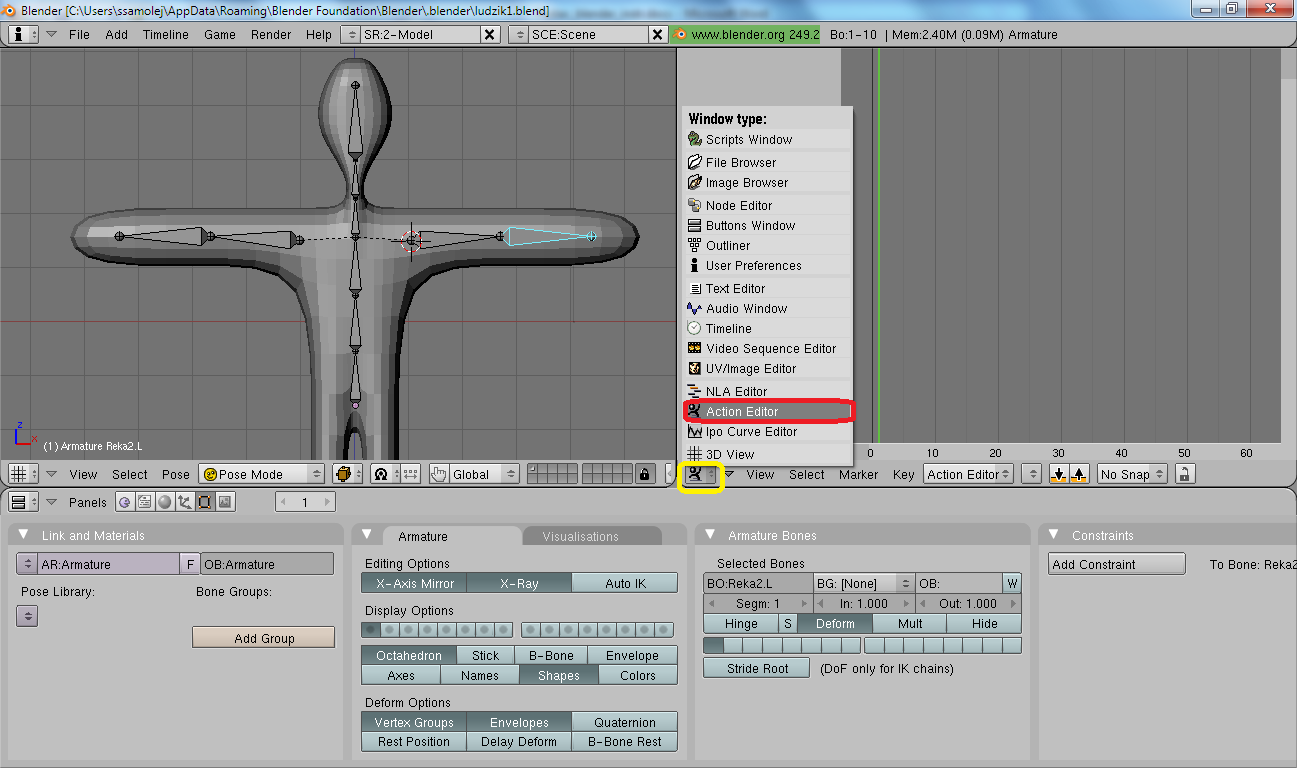 Blender [C:\Users\ssamolej\AppData\Roaming\Blender Foundation\Blender\.blender\ludzik1.blend]
File Add Timeline Game Render Help SR:2-Model SCE:Scene www.blender.org 249.2 Bo:1-10 | Mem:2.40M (0.09M) Armature
Window type:
Scripts Window
File Browser
Image Browser
Node Editor
Buttons Window
Outliner
User Preferences
Text Editor
Audio Window
Timeline
Video Sequence Editor
UV/Image Editor
NLA Editor
Action Editor
Ipo Curve Editor
3D View
z
x
(1) Armature Reka2.L
0 10 20 30 40 50 60
View Select Pose Pose Mode Global
View Select Marker Key Action Editor No Snap
Panels 1
Link and Materials
AR:Armature F OB:Armature
Pose Library: Bone Groups:
Add Group
Armature Visualisations
Editing Options
X-Axis Mirror X-Ray Auto IK
Display Options
Octahedron Stick B-Bone Envelope
Axes Names Shapes Colors
Deform Options
Vertex Groups Envelopes Quaternion
Rest Position Delay Deform B-Bone Rest
Armature Bones
Selected Bones
BO:Reka2.L BG: [None] OB: W
Segm: 1 In: 1.000 Out: 1.000
Hinge S Deform Mult Hide
Stride Root (DoF only for IK chains)
Constraints
Add Constraint To Bone: Reka2